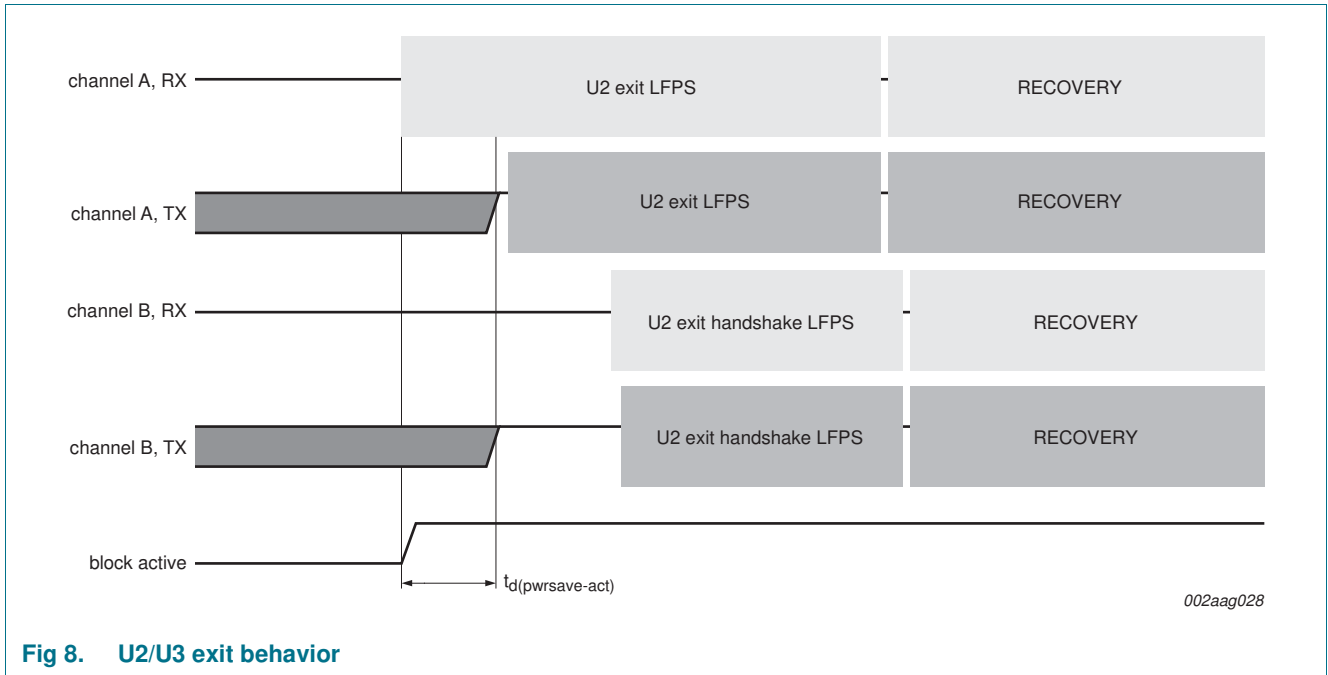 channel A, RX
U2 exit LFPS
RECOVERY
channel A, TX
U2 exit LFPS
RECOVERY
channel B, RX
U2 exit handshake LFPS
RECOVERY
channel B, TX
U2 exit handshake LFPS
RECOVERY
block active
td(pwrsave-act)
002aag028
Fig 8. U2/U3 exit behavior